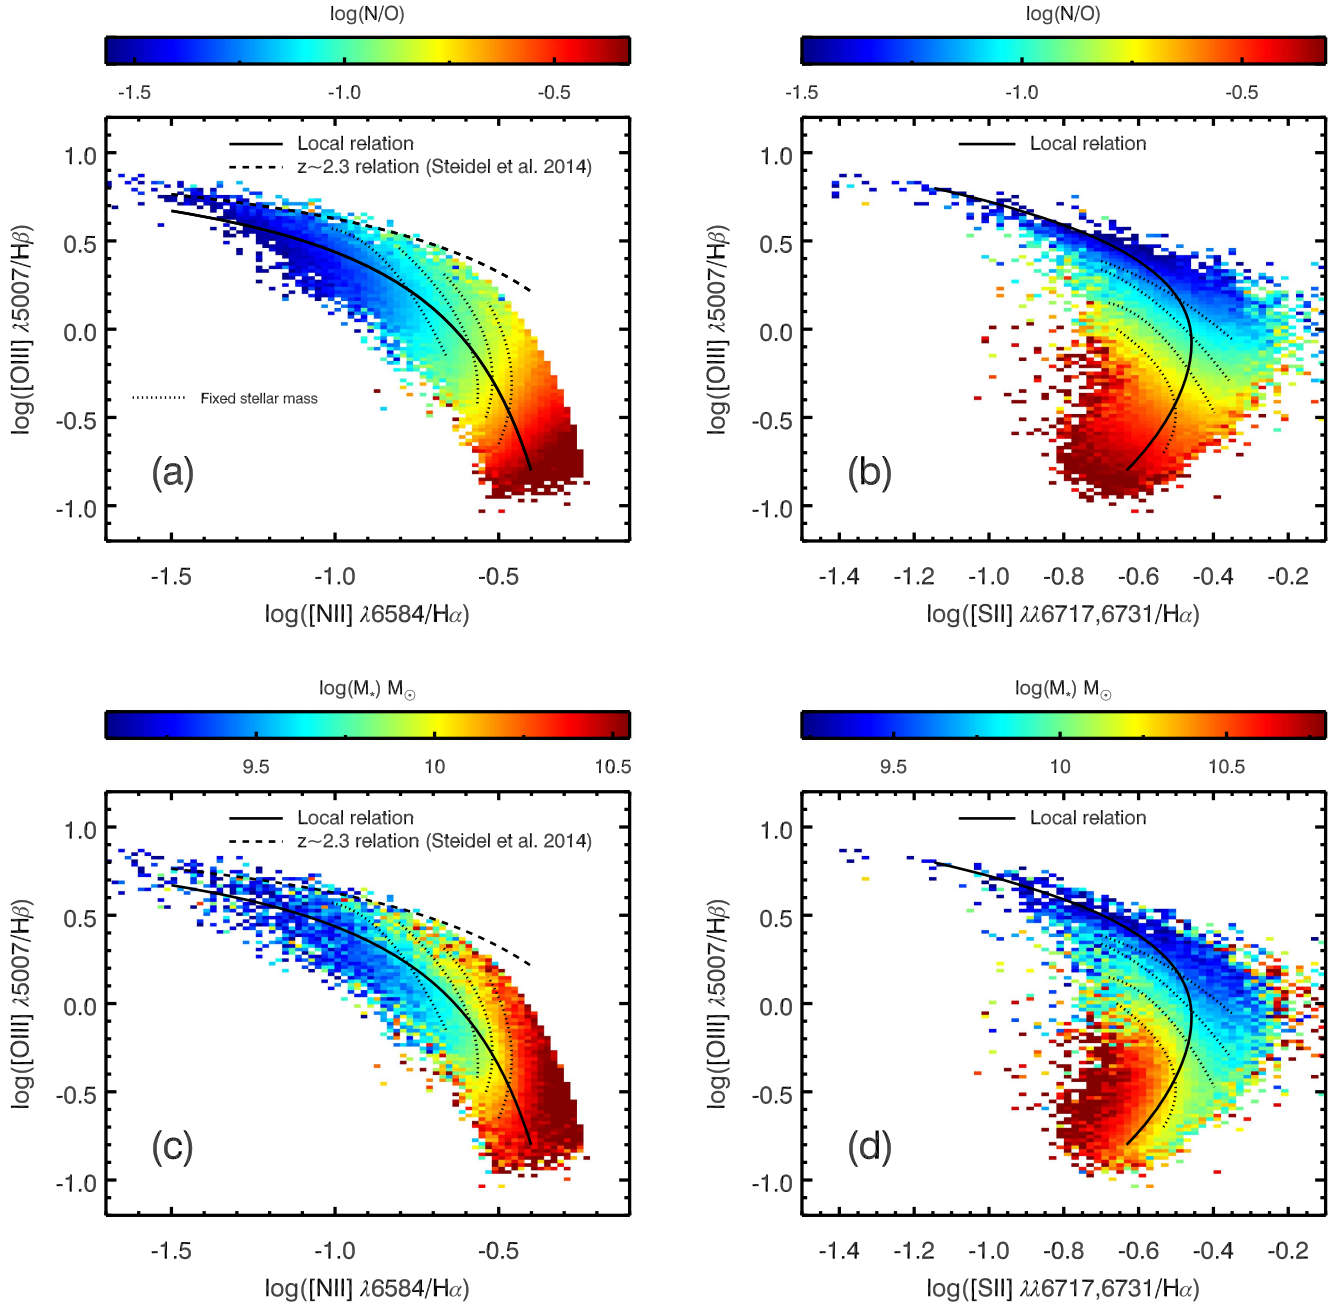 log(N/O)
-1.5 -1.0 -0.5
Local relation
z~2.3 relation (Steidel et al. 2014)
Fixed stellar mass
(a)
1.0
0.5
0.0
-0.5
-1.0
log([OIII] λ5007/Hβ)
-1.5 -1.0 -0.5
log([NII] λ6584/Hα)
log(N/O)
-1.5 -1.0 -0.5
Local relation
(b)
1.0
0.5
0.0
-0.5
-1.0
log([OIII] λ5007/Hβ)
-1.4 -1.2 -1.0 -0.8 -0.6 -0.4 -0.2
log([SII] λλ6717,6731/Hα)
log(M*) M☉
9.5 10 10.5
Local relation
z~2.3 relation (Steidel et al. 2014)
(c)
1.0
0.5
0.0
-0.5
-1.0
log([OIII] λ5007/Hβ)
-1.5 -1.0 -0.5
log([NII] λ6584/Hα)
log(M*) M☉
9.5 10 10.5
Local relation
(d)
1.0
0.5
0.0
-0.5
-1.0
log([OIII] λ5007/Hβ)
-1.4 -1.2 -1.0 -0.8 -0.6 -0.4 -0.2
log([SII] λλ6717,6731/Hα)